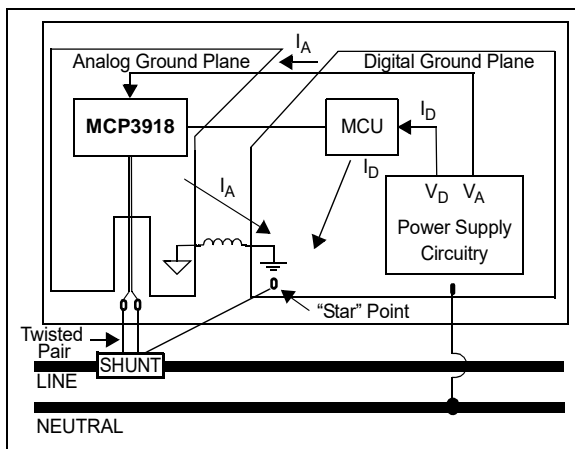 I_A
Analog Ground Plane
Digital Ground Plane
MCP3918
MCU
I_D
I_A
I_D
V_D V_A
Power Supply
Circuitry
"Star" Point
Twisted
Pair
SHUNT
LINE
NEUTRAL